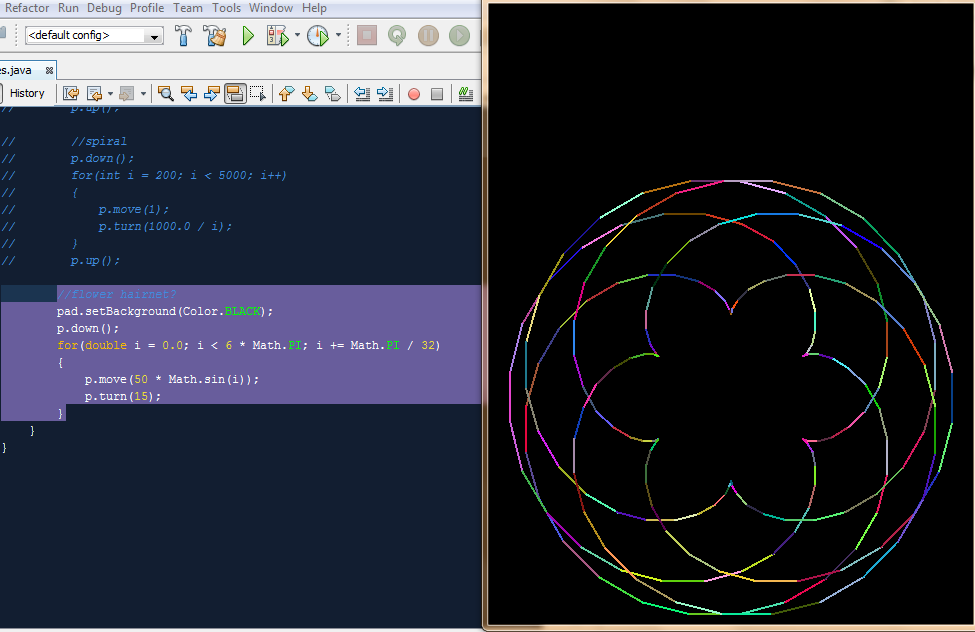 Refactor Run Debug Profile Team Tools Window Help
<default config>
es.java
History
// p.up();
// //spiral
// p.down();
// for(int i = 200; i < 5000; i++)
// {
// p.move(1);
// p.turn(1000.0 / i);
// }
// p.up();
//flower hairnet?
pad.setBackground(Color.BLACK);
p.down();
for(double i = 0.0; i < 6 * Math.PI; i += Math.PI / 32)
{
p.move(50 * Math.sin(i));
p.turn(15);
}
}
}